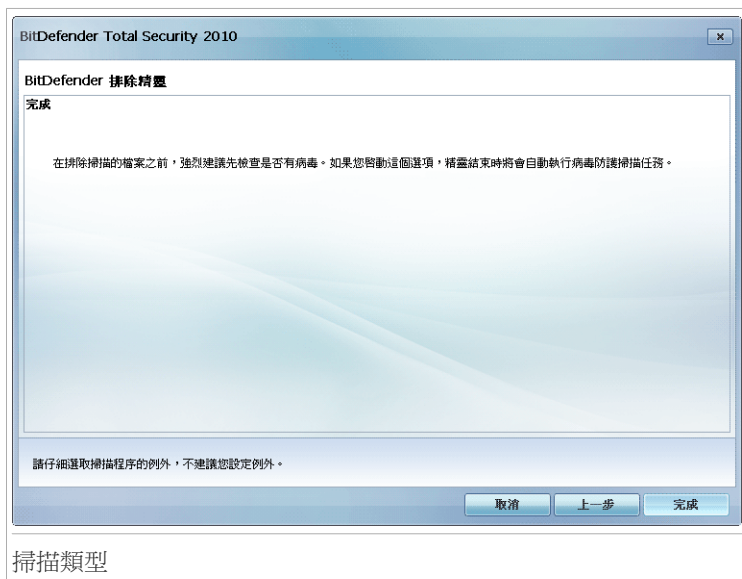 BitDefender Total Security 2010
BitDefender 排除精靈
完成
在排除掃描的檔案之前，強烈建議先檢查是否有病毒。如果您啓動這個選項，精靈結束時將會自動執行病毒防護掃描任務。
請仔細選取掃描程序的例外，不建議您設定例外。
取消
上一步
完成
掃描類型